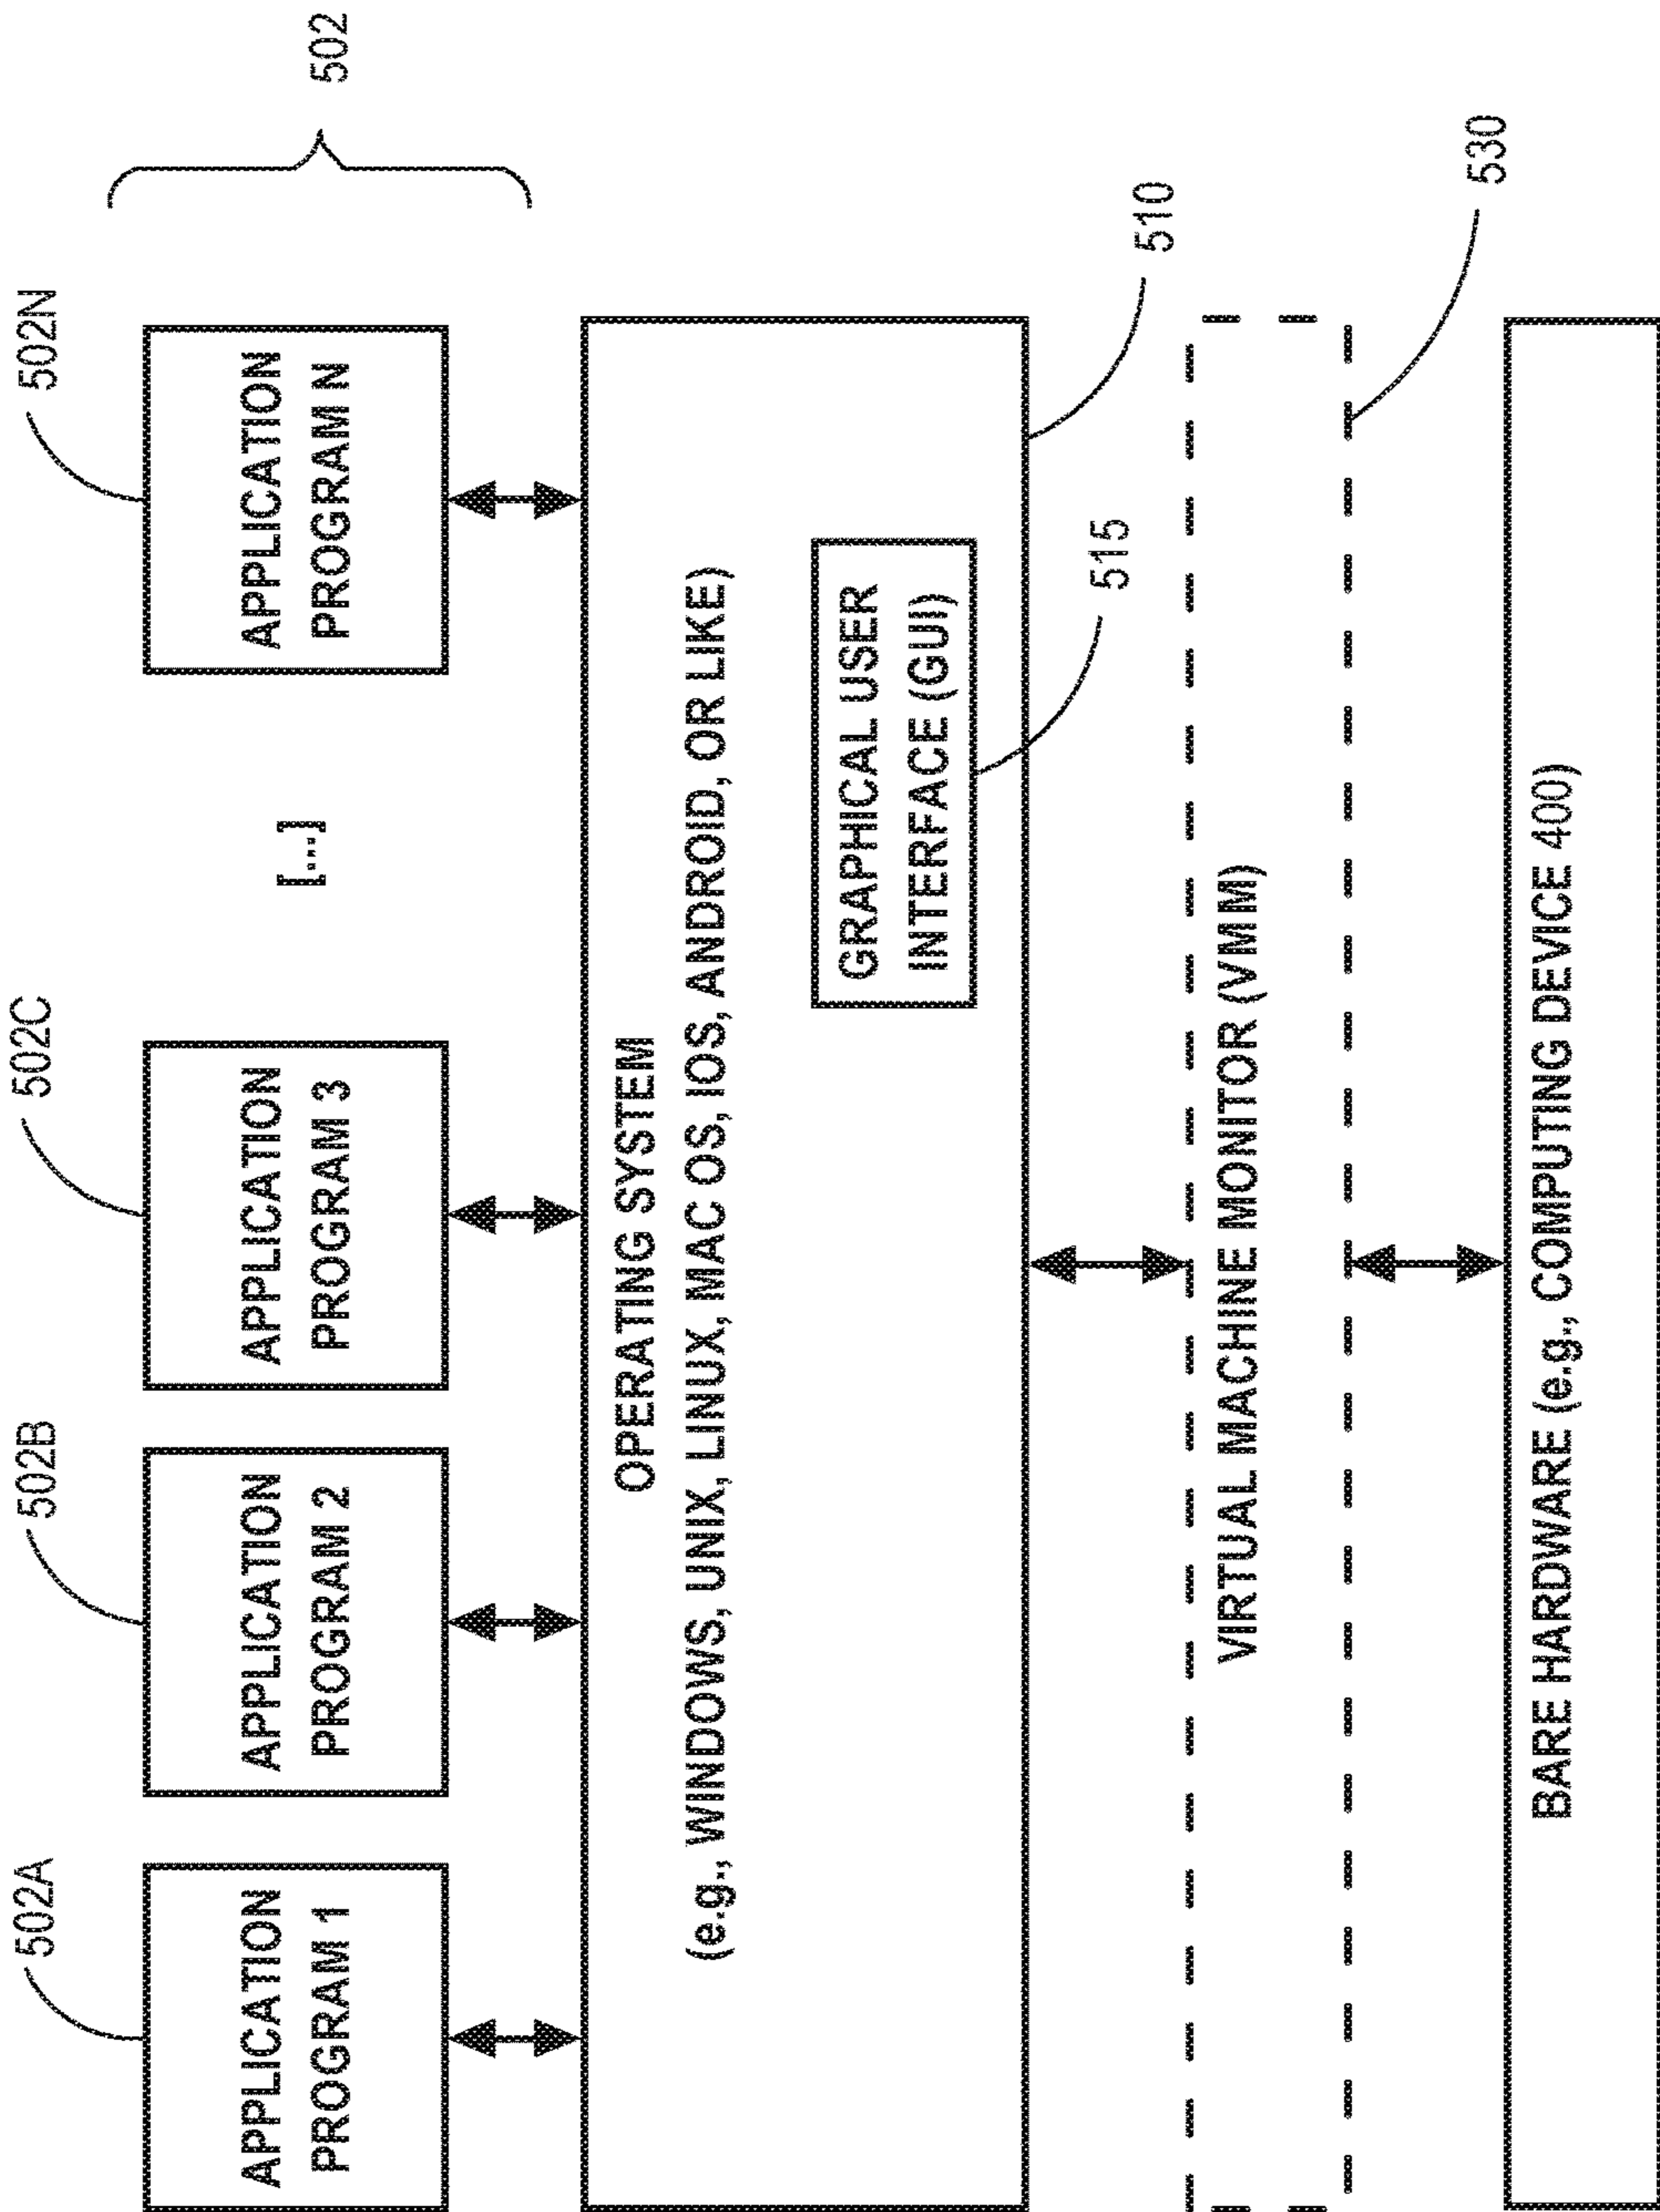 502A
502B
502C
502N
502
APPLICATION
PROGRAM 1
APPLICATION
PROGRAM 2
APPLICATION
PROGRAM 3
[...]
APPLICATION
PROGRAM N
OPERATING SYSTEM
(e.g., WINDOWS, UNIX, LINUX, MAC OS, IOS, ANDROID, OR LIKE)
GRAPHICAL USER
INTERFACE (GUI)
515
510
VIRTUAL MACHINE MONITOR (VMM)
530
BARE HARDWARE (e.g., COMPUTING DEVICE 400)